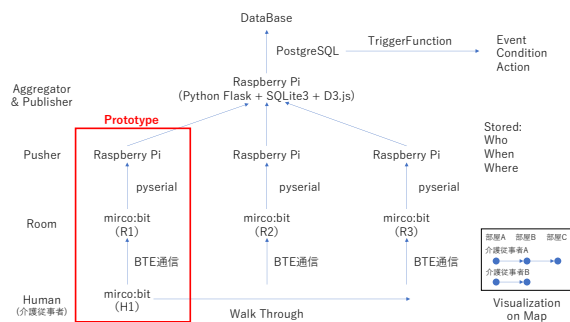 DataBase
PostgreSQL
TriggerFunction
Event
Condition
Action
Aggregator
& Publisher
Raspberry Pi
(Python Flask + SQLite3 + D3.js)
Prototype
Stored:
Who
When
Where
Pusher
Raspberry Pi
Raspberry Pi
Raspberry Pi
pyserial
pyserial
pyserial
Room
mirco:bit
(R1)
mirco:bit
(R2)
mirco:bit
(R3)
BTE通信
BTE通信
BTE通信
Human
(介護従事者)
mirco:bit
(H1)
Walk Through
部屋A 部屋B 部屋C
介護従事者A
介護従事者B
Visualization
on Map